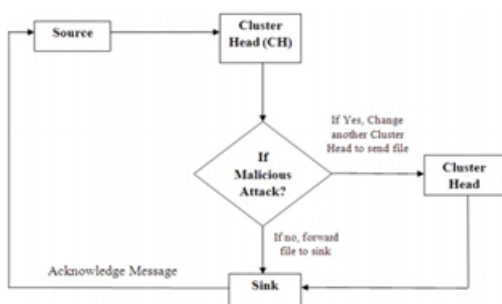 Source
Cluster
Head (CH)
If
Malicious
Attack?
If Yes, Change
another Cluster
Head to send file
Cluster
Head
If no, forward
file to sink
Acknowledge Message
Sink